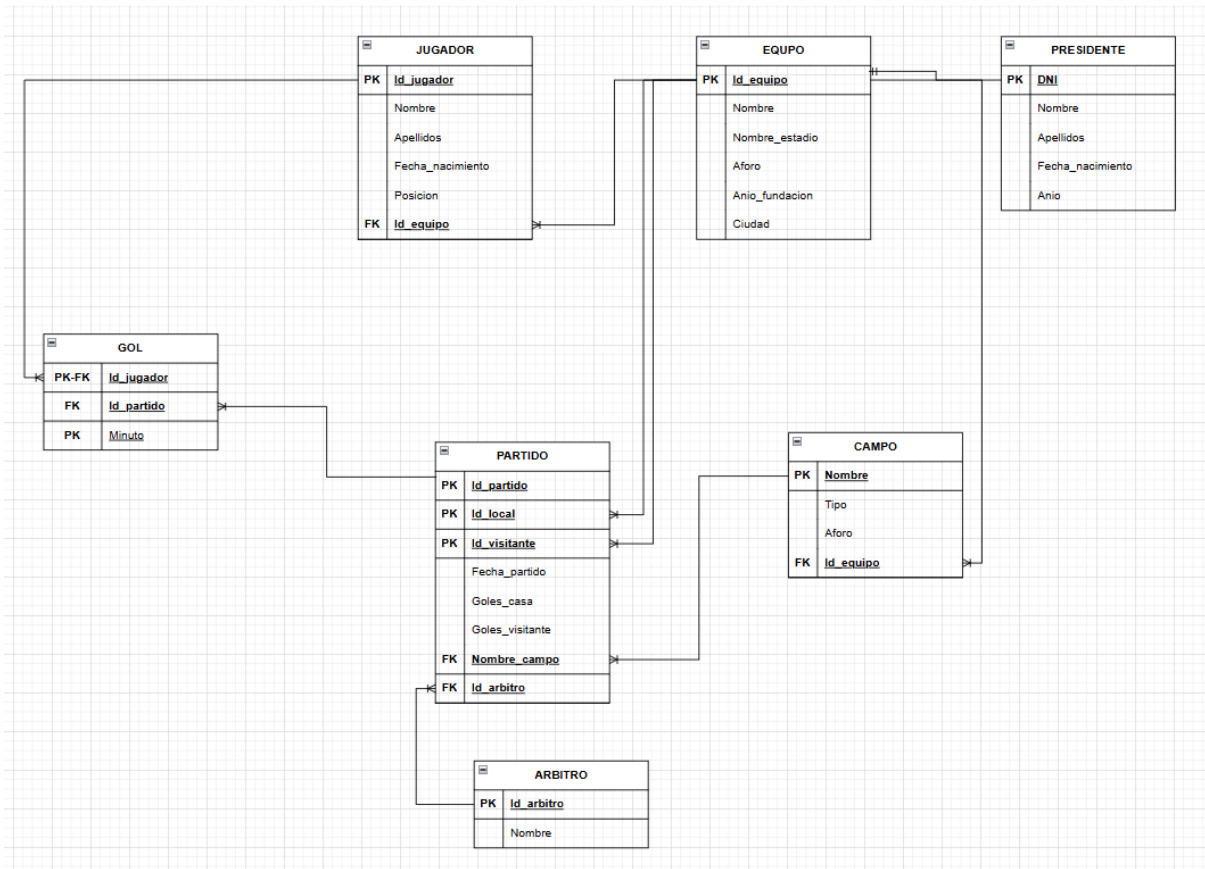 JUGADOR
PK Id_jugador
Nombre
Apellidos
Fecha_nacimiento
Posicion
FK Id_equipo
EQUPO
PK Id_equipo
Nombre
Nombre_estadio
Aforo
Anio_fundacion
Ciudad
PRESIDENTE
PK DNI
Nombre
Apellidos
Fecha_nacimiento
Anio
GOL
PK-FK Id_jugador
FK Id_partido
PK Minuto
PARTIDO
PK Id_partido
PK Id_local
PK Id_visitante
Fecha_partido
Goles_casa
Goles_visitante
FK Nombre_campo
FK Id_arbitro
CAMPO
PK Nombre
Tipo
Aforo
FK Id_equipo
ARBITRO
PK Id_arbitro
Nombre